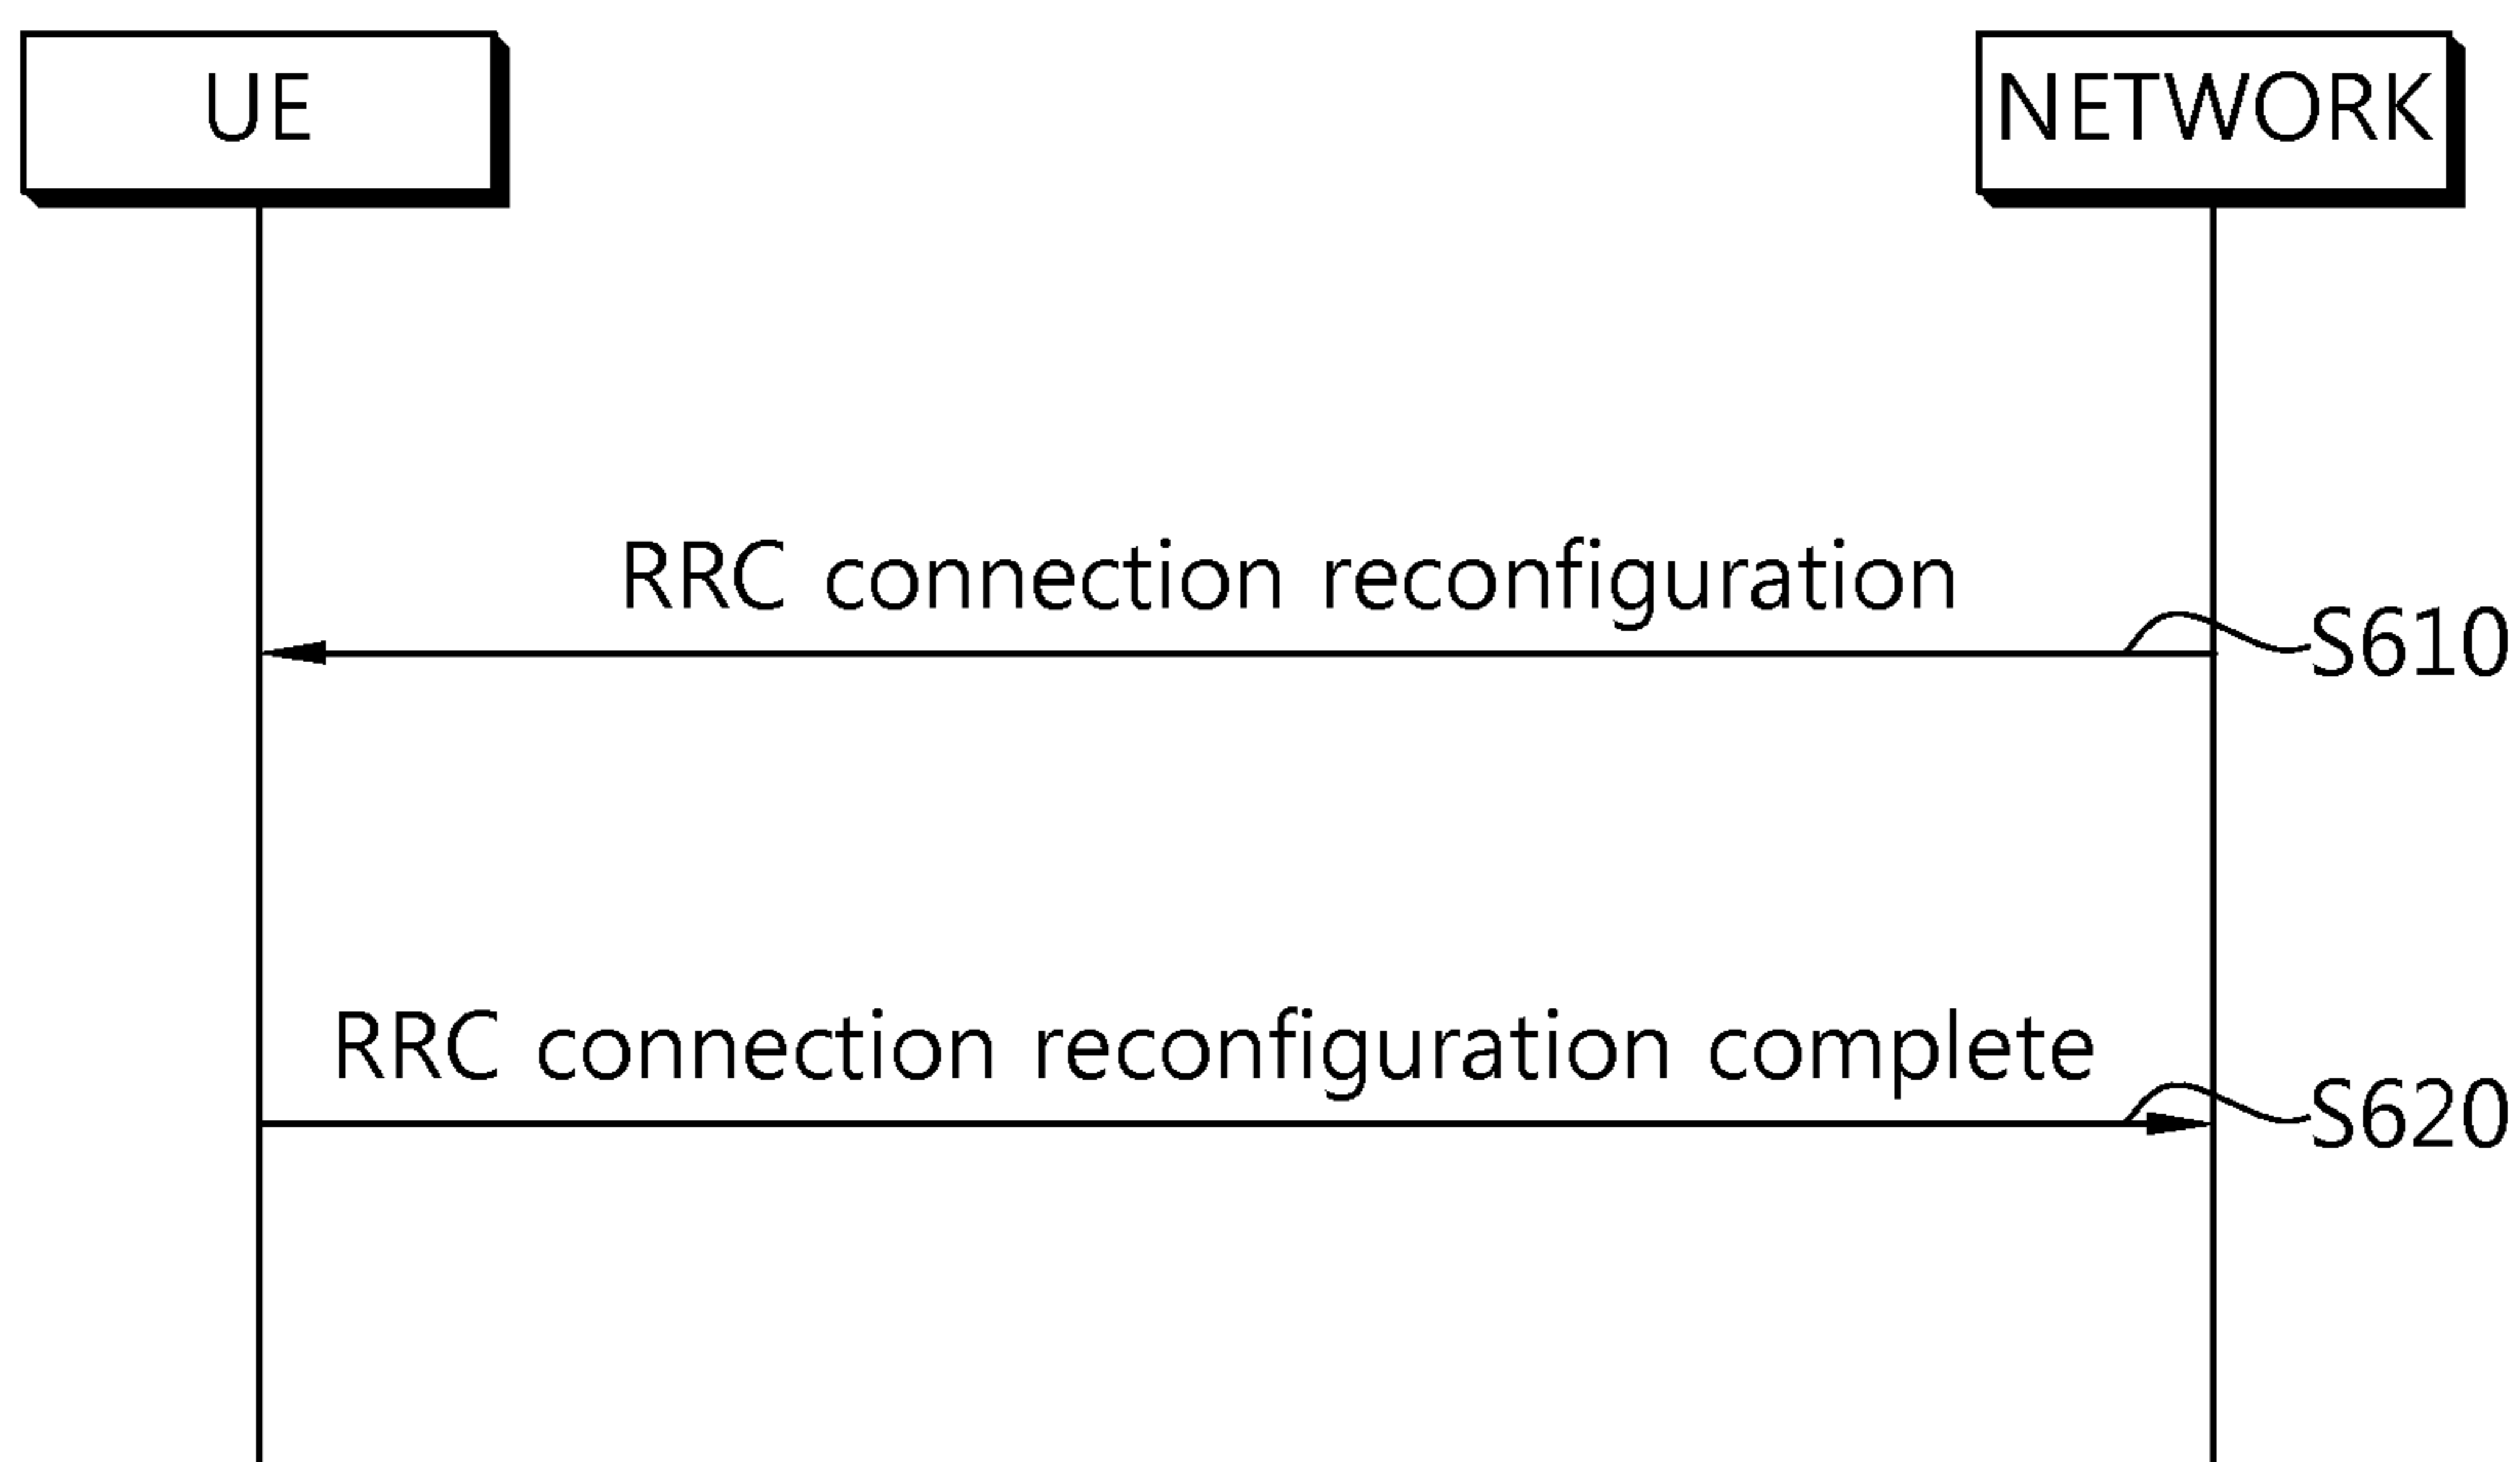 UE
NETWORK
RRC connection reconfiguration
S610
RRC connection reconfiguration complete
S620